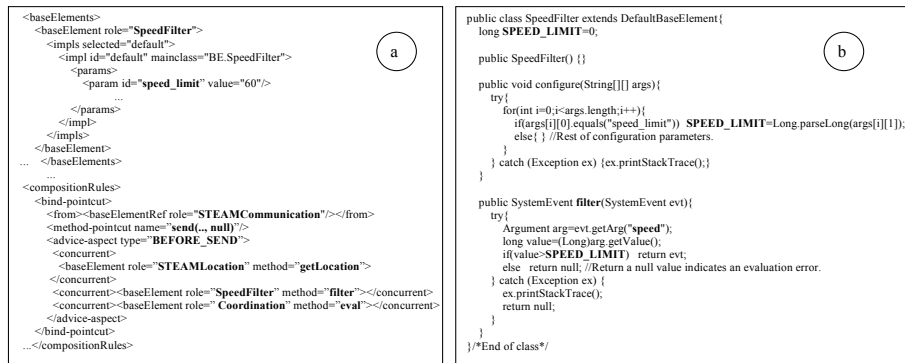 <baseElements>
<baseElement role="SpeedFilter">
<impls selected="default">
<impl id="default" mainclass="BE.SpeedFilter">
<params>
<param id="speed_limit" value="60"/>
...
</params>
</impl>
</impls>
</baseElement>
... </baseElements>
...
<compositionRules>
<bind-pointcut>
<from><baseElementRef role="STEAMCommunication"/></from>
<method-pointcut name="send(.., null)"/>
<advice-aspect type="BEFORE_SEND">
<concurrent>
<baseElement role="STEAMLocation" method="getLocation">
</concurrent>
<concurrent><baseElement role="SpeedFilter" method="filter"></concurrent>
<concurrent><baseElement role=" Coordination" method="eval"></concurrent>
</advice-aspect>
</bind-pointcut>
...</compositionRules>
a
public class SpeedFilter extends DefaultBaseElement{
long SPEED_LIMIT=0;
public SpeedFilter() {}
public void configure(String[][] args){
try{
for(int i=0;i<args.length;i++){
if(args[i][0].equals("speed_limit")) SPEED_LIMIT=Long.parseLong(args[i][1]);
else{ } //Rest of configuration parameters.
}
} catch (Exception ex) {ex.printStackTrace();}
}
public SystemEvent filter(SystemEvent evt){
try{
Argument arg=evt.getArg("speed");
long value=(Long)arg.getValue();
if(value>SPEED_LIMIT) return evt;
else return null; //Return a null value indicates an evaluation error.
} catch (Exception ex) {
ex.printStackTrace();
return null;
}
}
}/*End of class*/
b